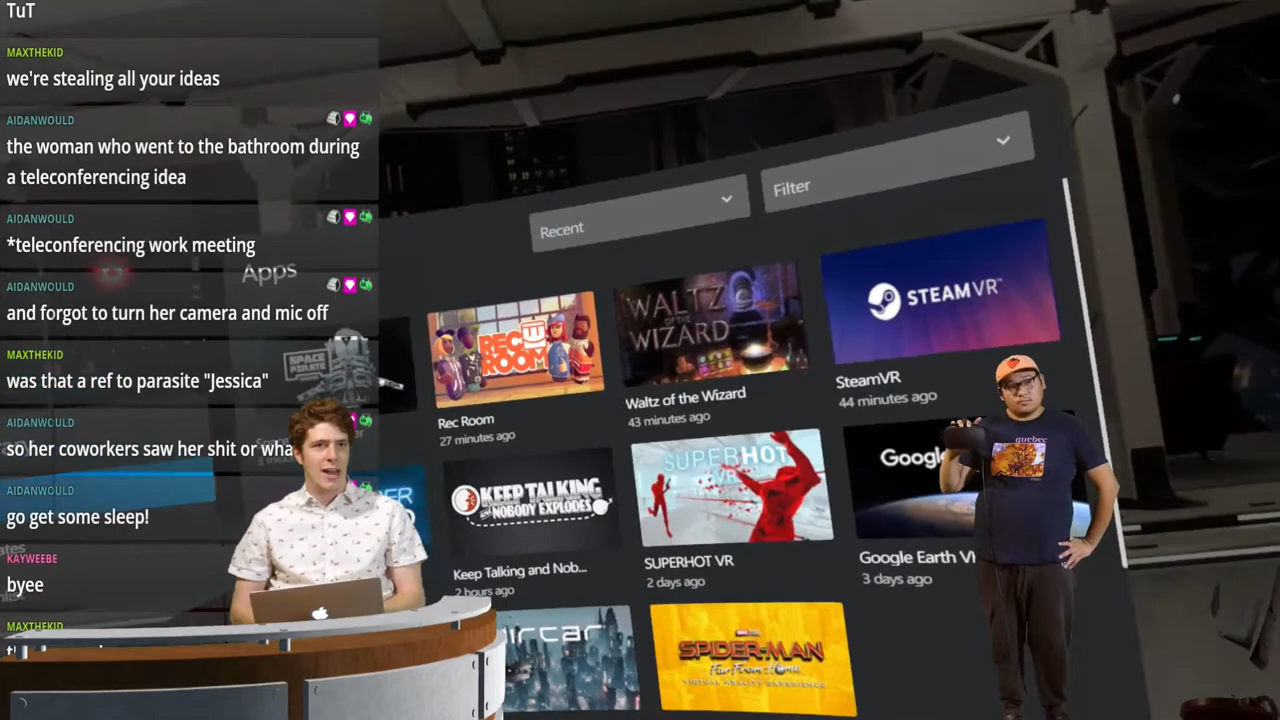 TuT
MAXTHEKID
we're stealing all your ideas
AIDANWOULD
the woman who went to the bathroom during
a teleconferencing idea
AIDANWOULD
*teleconferencing work meeting
AIDANWOULD
and forgot to turn her camera and mic off
MAXTHEKID
was that a ref to parasite "Jessica"
AIDANWOULD
so her coworkers saw her shit or wha
AIDANWOULD
go get some sleep!
KAYWEEBE
byee
MAXTHEKID
Apps
Recent
Filter
SPACE
PIRATE
REC
ROOM
Rec Room
27 minutes ago
WALTZ
OF THE
WIZARD
Waltz of the Wizard
43 minutes ago
STEAMVR™
SteamVR
44 minutes ago
KEEP TALKING
AND NOBODY EXPLODES
Keep Talking and Nob...
2 hours ago
SUPERHOT
VR
SUPERHOT VR
2 days ago
Google
Google Earth VR
3 days ago
aircar
SPIDER-MAN
Far From Home
VIRTUAL REALITY EXPERIENCE
quebec